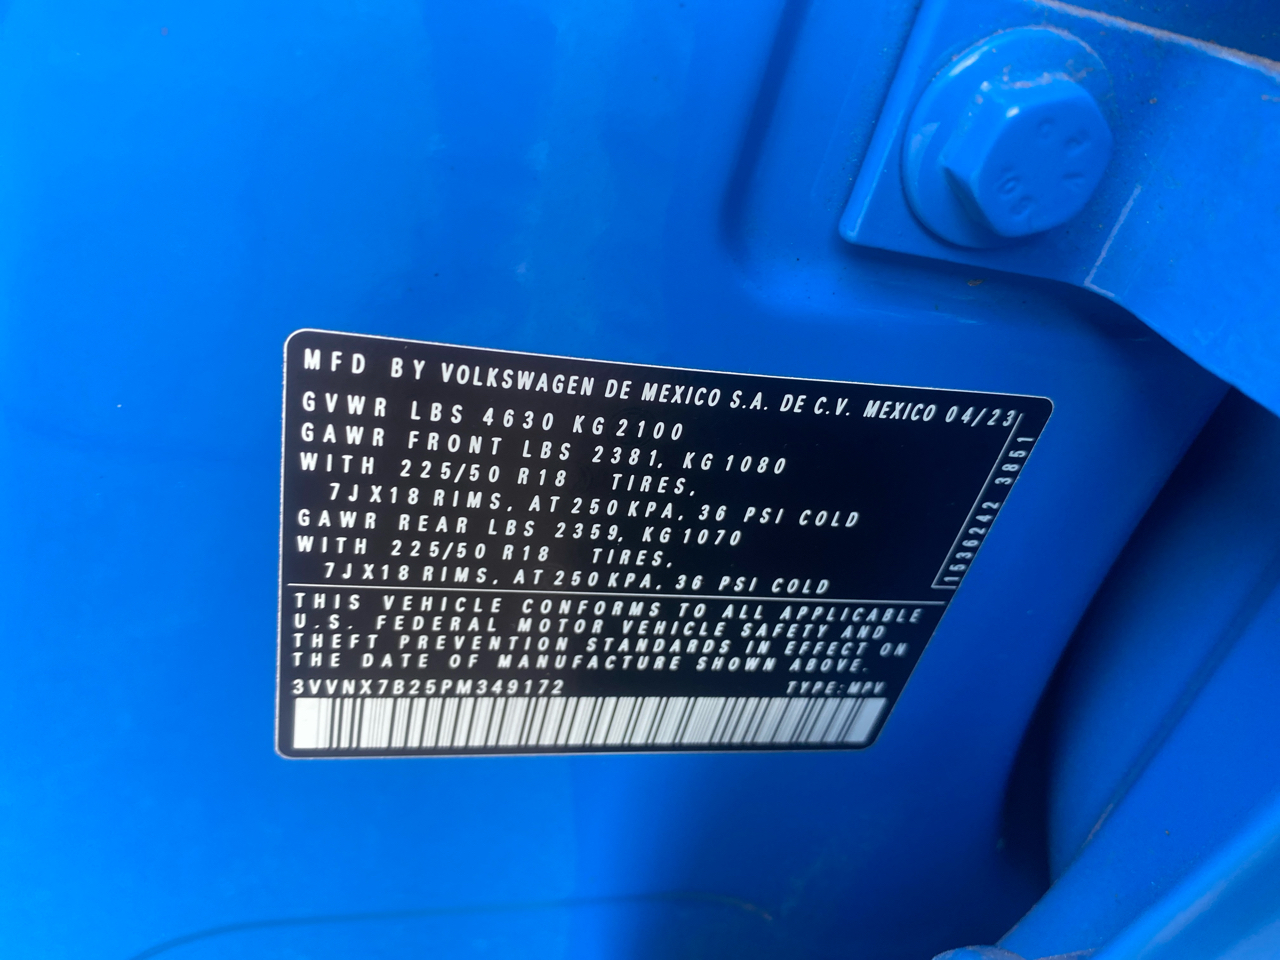 MFD BY VOLKSWAGEN DE MEXICO S.A. DE C.V. MEXICO 04/23
GVWR LBS 4630 KG 2100
GAWR FRONT LBS 2381, KG 1080
WITH 225/50 R18 TIRES,
7J X18 RIMS, AT 250 KPA, 36 PSI COLD
GAWR REAR LBS 2359, KG 1070
WITH 225/50 R18 TIRES,
7J X18 RIMS, AT 250 KPA, 36 PSI COLD
1536242 3851
THIS VEHICLE CONFORMS TO ALL APPLICABLE
U.S. FEDERAL MOTOR VEHICLE SAFETY AND
THEFT PREVENTION STANDARDS IN EFFECT ON
THE DATE OF MANUFACTURE SHOWN ABOVE.
3VVNX7B25PM349172 TYPE: MPV